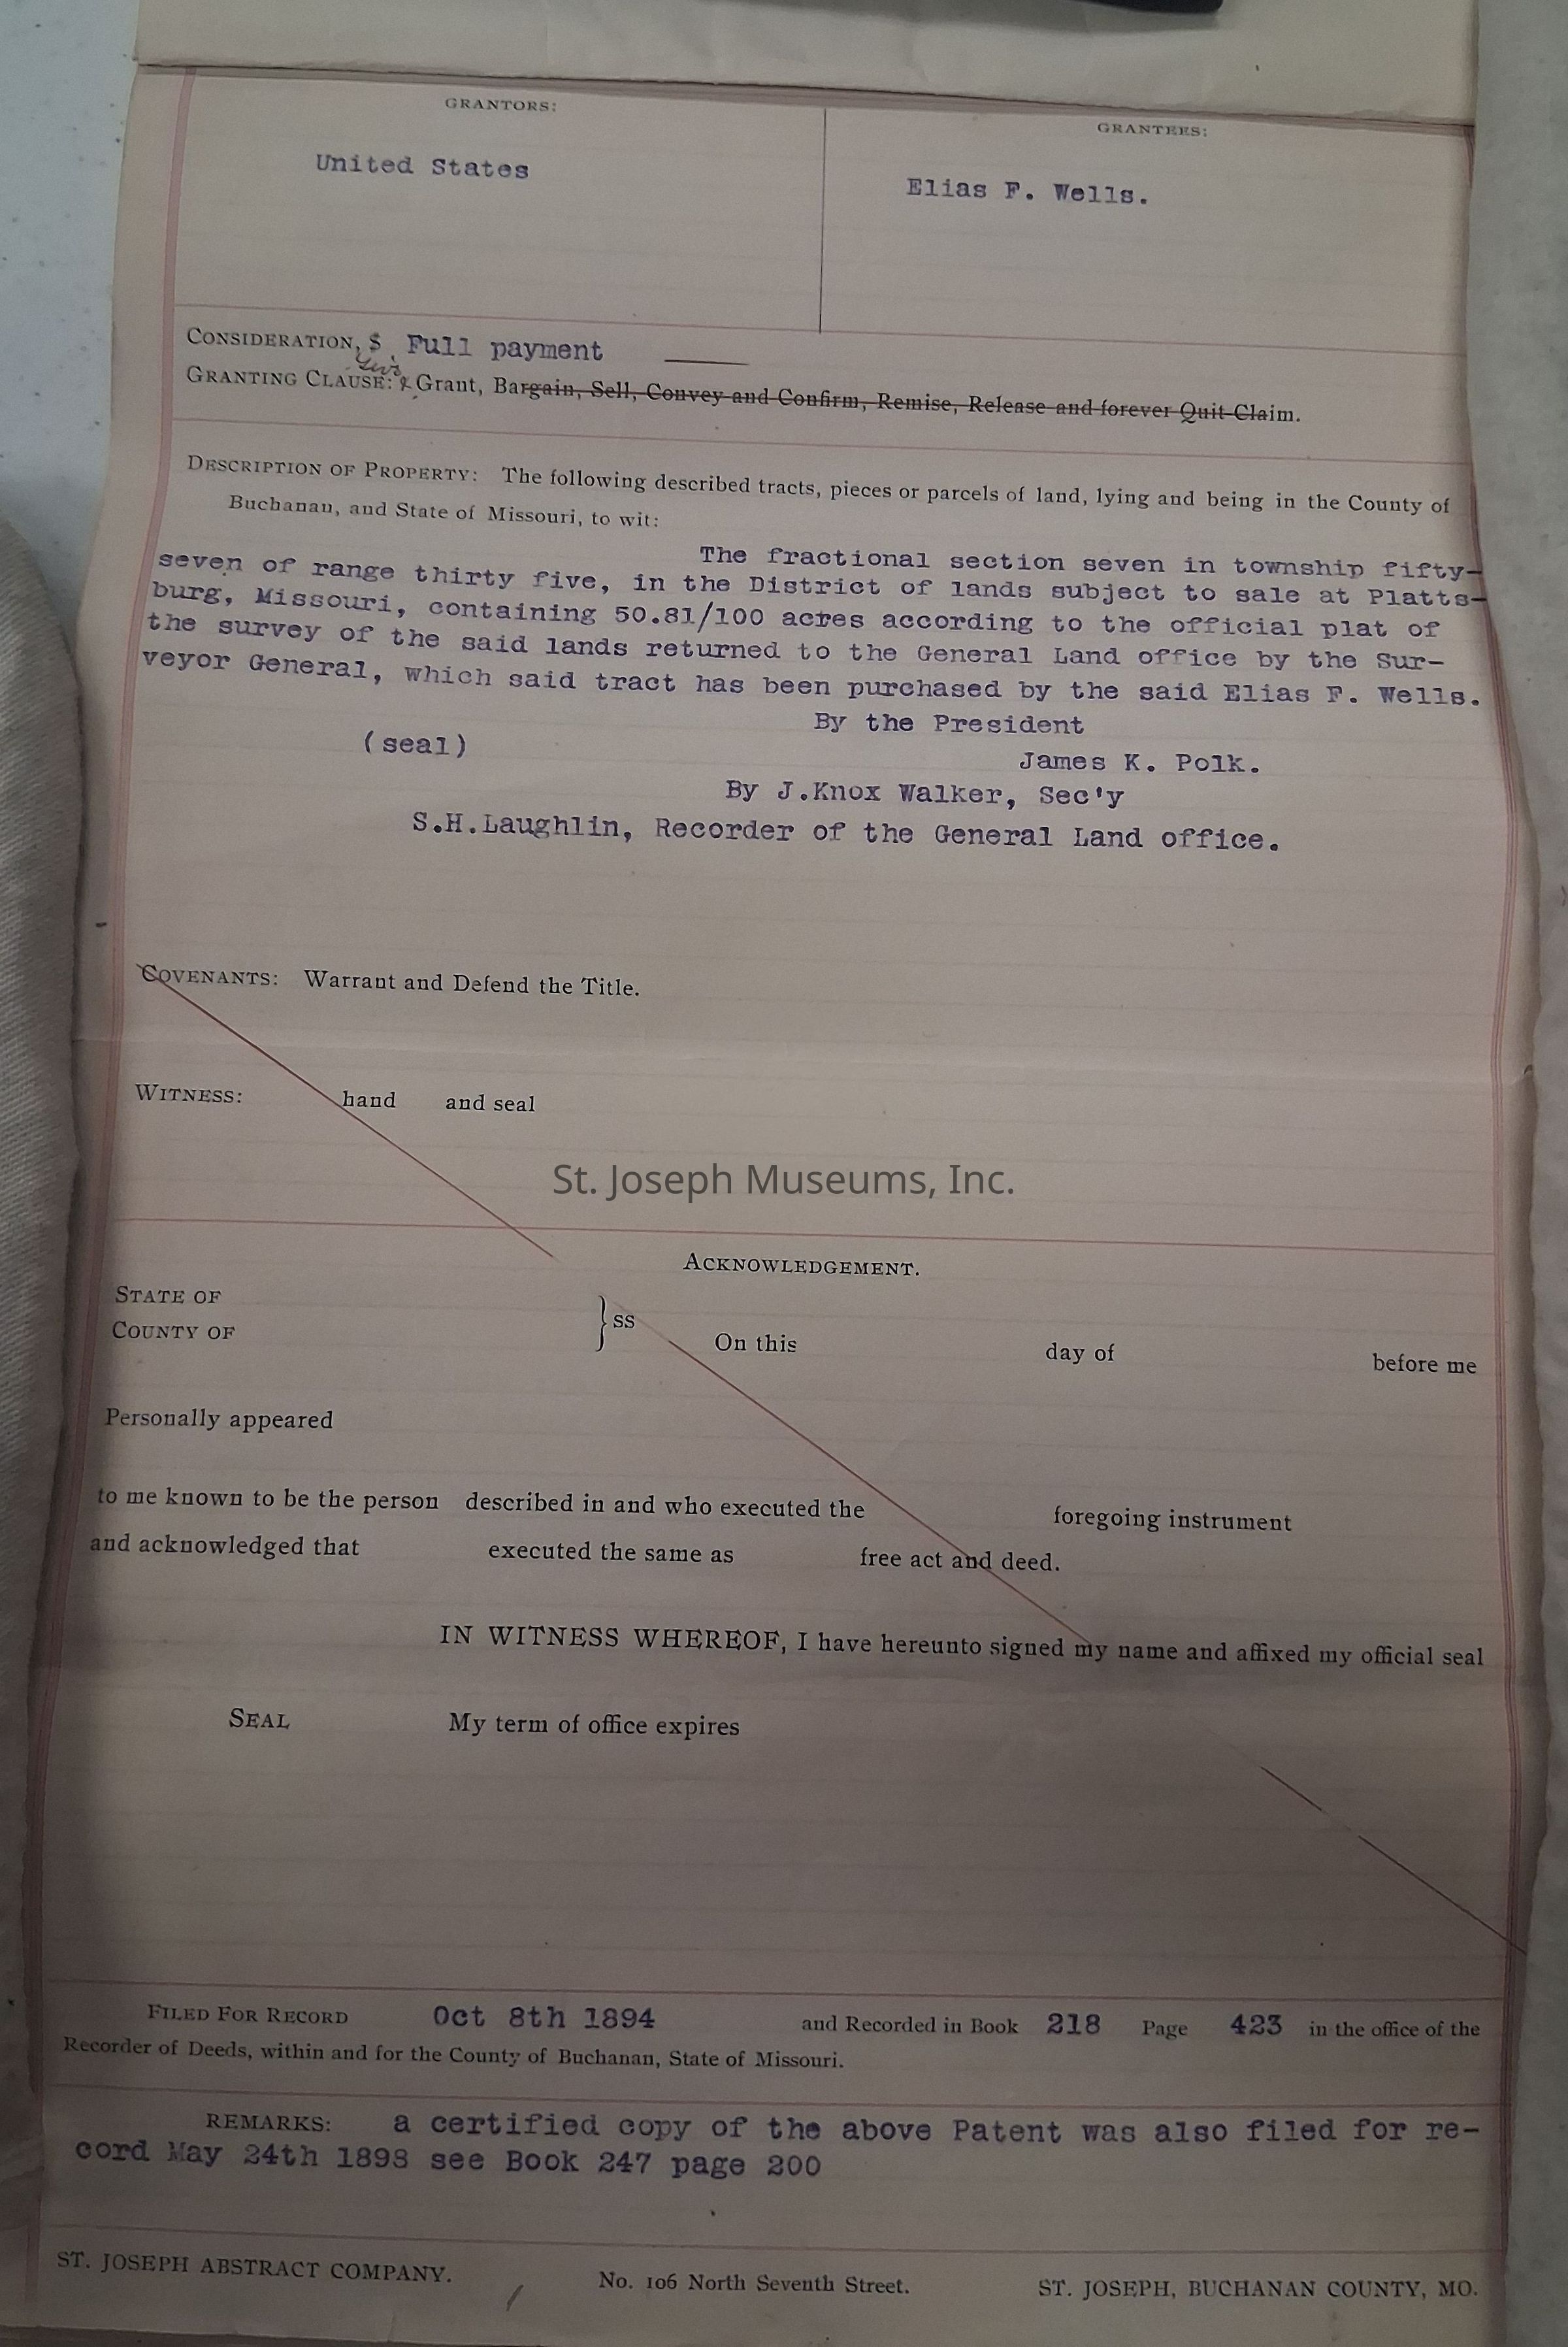 GRANTORS:
GRANTEES:
United States
Elias F. Wells.
CONSIDERATION, $ Full payment
Give
GRANTING CLAUSE: & Grant, Bargain, Sell, Convey and Confirm, Remise, Release and forever Quit-Claim.
DESCRIPTION OF PROPERTY: The following described tracts, pieces or parcels of land, lying and being in the County of
Buchanan, and State of Missouri, to wit:
The fractional section seven in township fifty-
seven of range thirty five, in the District of lands subject to sale at Platts-
burg, Missouri, containing 50.81/100 acres according to the official plat of
the survey of the said lands returned to the General Land office by the Sur-
veyor General, which said tract has been purchased by the said Elias F. Wells.
By the President
(seal)
James K. Polk.
By J.Knox Walker, Sec'y
S.H.Laughlin, Recorder of the General Land office.
COVENANTS: Warrant and Defend the Title.
WITNESS: hand and seal
St. Joseph Museums, Inc.
ACKNOWLEDGEMENT.
STATE OF
COUNTY OF
} ss
On this day of before me
Personally appeared
to me known to be the person described in and who executed the foregoing instrument
and acknowledged that executed the same as free act and deed.
IN WITNESS WHEREOF, I have hereunto signed my name and affixed my official seal
SEAL My term of office expires
FILED FOR RECORD Oct 8th 1894 and Recorded in Book 218 Page 423 in the office of the
Recorder of Deeds, within and for the County of Buchanan, State of Missouri.
REMARKS: a certified copy of the above Patent was also filed for re-
cord May 24th 1898 see Book 247 page 200
ST. JOSEPH ABSTRACT COMPANY. No. 106 North Seventh Street. ST. JOSEPH, BUCHANAN COUNTY, MO.